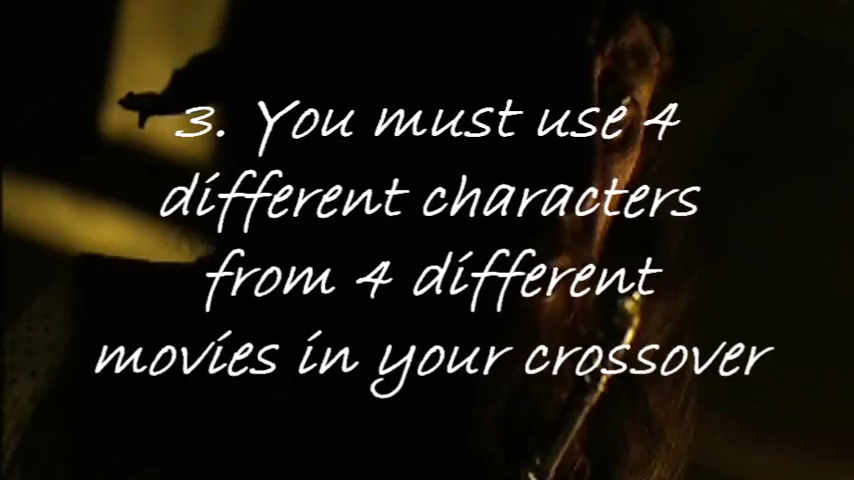 3. You must use 4
different characters
from 4 different
movies in your crossover